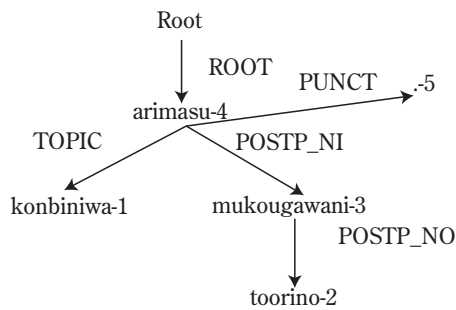 Root
ROOT
PUNCT
.-5
arimasu-4
TOPIC
POSTP_NI
konbiniwa-1
mukougawani-3
POSTP_NO
toorino-2